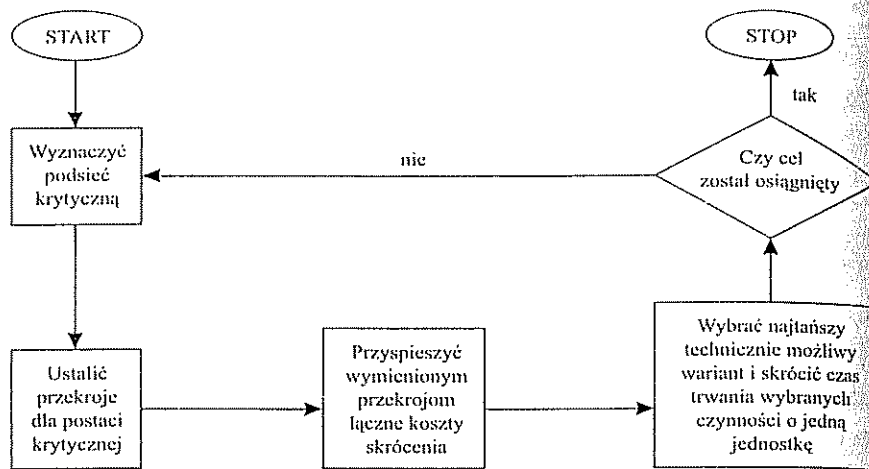 START
STOP
tak
Wyznaczyć
podsieć
krytyczną
nie
Czy cel
został osiągnięty
Ustalić
przekroje
dla postaci
krytycznej
Przyspieszyć
wymienionym
przekrojom
łączne koszty
skrócenia
Wybrać najtańszy
technicznie możliwy
wariant i skrócić czas
trwania wybranych
czynności o jedną
jednostkę